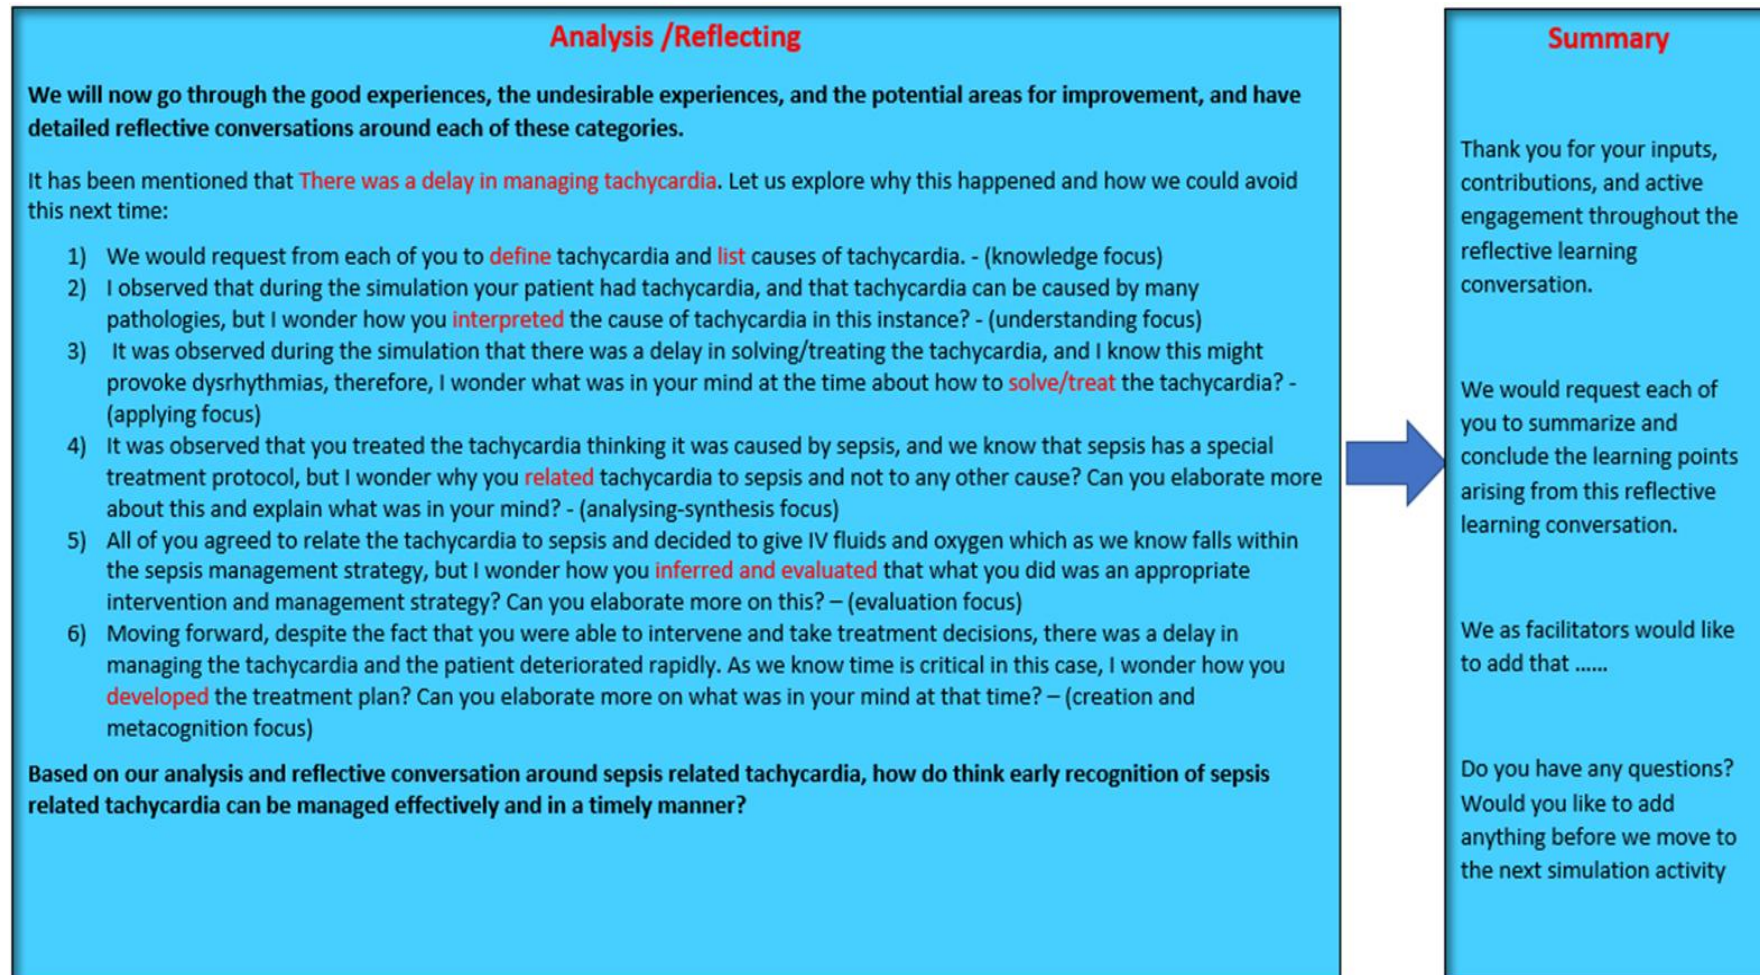 Analysis /Reflecting
We will now go through the good experiences, the undesirable experiences, and the potential areas for improvement, and have
detailed reflective conversations around each of these categories.
It has been mentioned that There was a delay in managing tachycardia. Let us explore why this happened and how we could avoid
this next time:
1) We would request from each of you to define tachycardia and list causes of tachycardia. - (knowledge focus)
2) I observed that during the simulation your patient had tachycardia, and that tachycardia can be caused by many
pathologies, but I wonder how you interpreted the cause of tachycardia in this instance? - (understanding focus)
3) It was observed during the simulation that there was a delay in solving/treating the tachycardia, and I know this might
provoke dysrhythmias, therefore, I wonder what was in your mind at the time about how to solve/treat the tachycardia? -
(applying focus)
4) It was observed that you treated the tachycardia thinking it was caused by sepsis, and we know that sepsis has a special
treatment protocol, but I wonder why you related tachycardia to sepsis and not to any other cause? Can you elaborate more
about this and explain what was in your mind? - (analysing-synthesis focus)
5) All of you agreed to relate the tachycardia to sepsis and decided to give IV fluids and oxygen which as we know falls within
the sepsis management strategy, but I wonder how you inferred and evaluated that what you did was an appropriate
intervention and management strategy? Can you elaborate more on this? – (evaluation focus)
6) Moving forward, despite the fact that you were able to intervene and take treatment decisions, there was a delay in
managing the tachycardia and the patient deteriorated rapidly. As we know time is critical in this case, I wonder how you
developed the treatment plan? Can you elaborate more on what was in your mind at that time? – (creation and
metacognition focus)
Based on our analysis and reflective conversation around sepsis related tachycardia, how do think early recognition of sepsis
related tachycardia can be managed effectively and in a timely manner?
Summary
Thank you for your inputs,
contributions, and active
engagement throughout the
reflective learning
conversation.
We would request each of
you to summarize and
conclude the learning points
arising from this reflective
learning conversation.
We as facilitators would like
to add that ......
Do you have any questions?
Would you like to add
anything before we move to
the next simulation activity